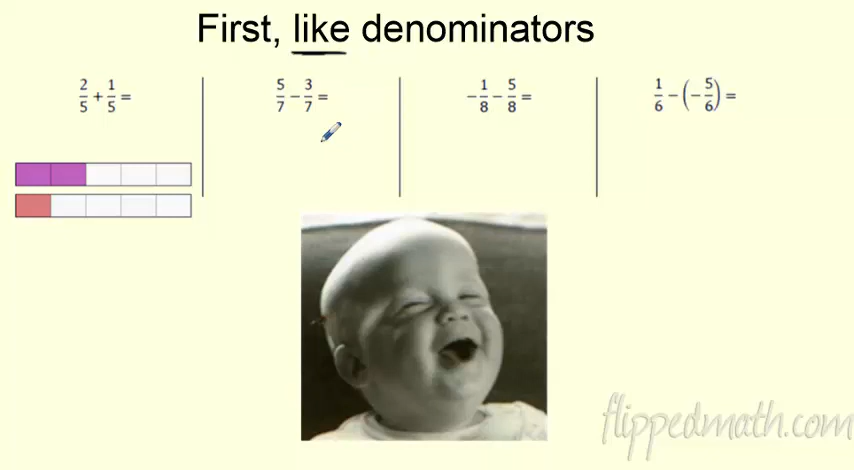 First, like denominators
2/5 + 1/5 =
5/7 − 3/7 =
−1/8 − 5/8 =
1/6 − (−5/6) =
flippedmath.com